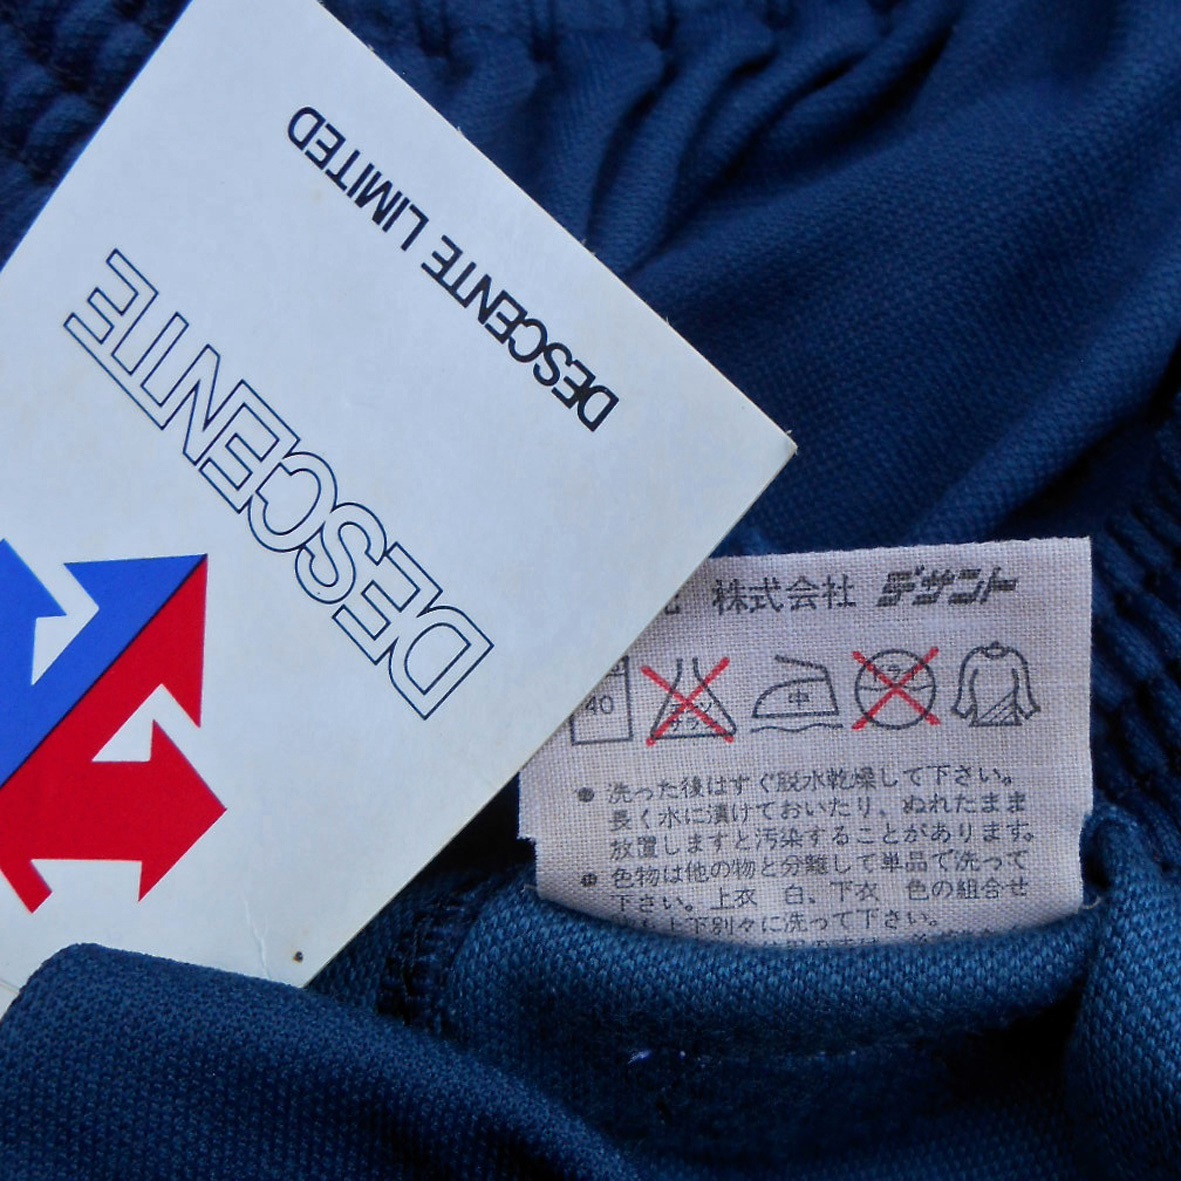 DESCENTE LIMITED
DESCENTE
株式会社 デサント
40
中
● 洗った後はすぐ脱水乾燥して下さい。
長く水に漬けておいたり、ぬれたまま
放置しますと汚染することがあります。
● 色物は他の物と分離して単品で洗って
下さい。上衣 白、下衣 色の組合せ
上下別々に洗って下さい。